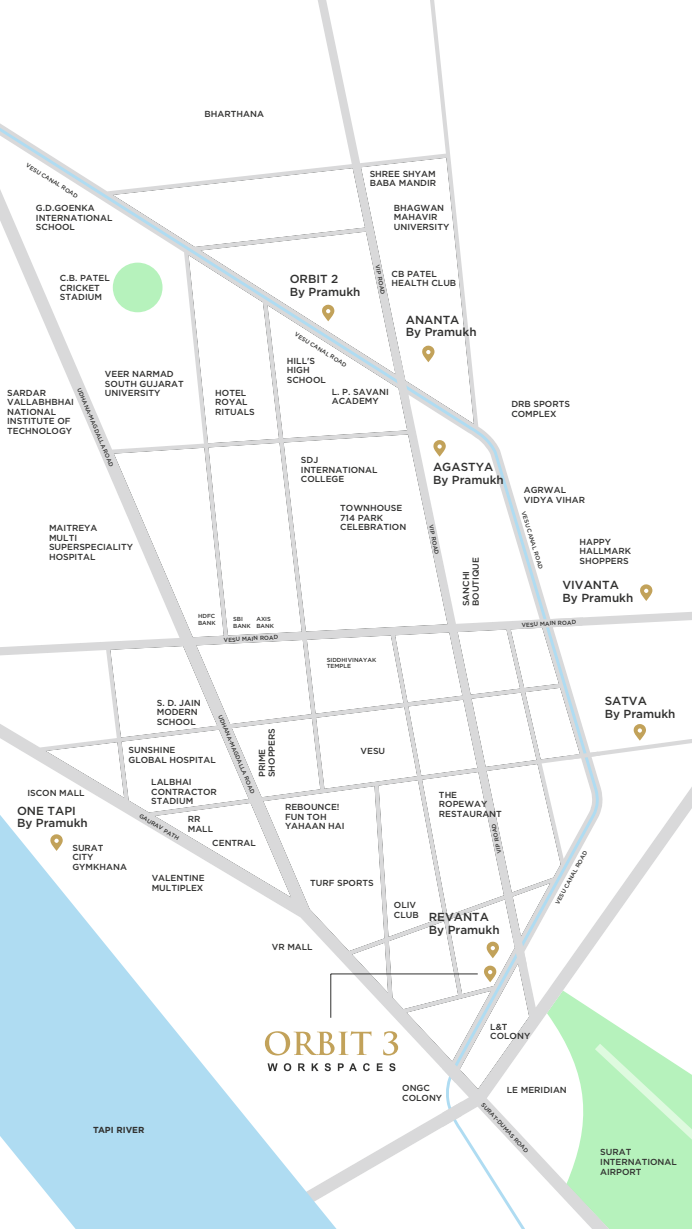 BHARTHANA
VESU CANAL ROAD
SHREE SHYAM
BABA MANDIR
G.D.GOENKA
INTERNATIONAL
SCHOOL
BHAGWAN
MAHAVIR
UNIVERSITY
C.B. PATEL
CRICKET
STADIUM
ORBIT 2
By Pramukh
VIP ROAD
CB PATEL
HEALTH CLUB
ANANTA
By Pramukh
VESU CANAL ROAD
HILL'S
HIGH
SCHOOL
VEER NARMAD
SOUTH GUJARAT
UNIVERSITY
HOTEL
ROYAL
RITUALS
L. P. SAVANI
ACADEMY
SARDAR
VALLABHBHAI
NATIONAL
INSTITUTE OF
TECHNOLOGY
UDHANA-MAGDALLA ROAD
DRB SPORTS
COMPLEX
SDJ
INTERNATIONAL
COLLEGE
AGASTYA
By Pramukh
AGRWAL
VIDYA VIHAR
TOWNHOUSE
714 PARK
CELEBRATION
VIP ROAD
VESU CANAL ROAD
MAITREYA
MULTI
SUPERSPECIALITY
HOSPITAL
HAPPY
HALLMARK
SHOPPERS
SANCHI
BOUTIQUE
VIVANTA
By Pramukh
HDFC
BANK
SBI
BANK
AXIS
BANK
VESU MAIN ROAD
VESU MAIN ROAD
SIDDHIVINAYAK
TEMPLE
S. D. JAIN
MODERN
SCHOOL
UDHANA-MAGDALLA ROAD
SATVA
By Pramukh
SUNSHINE
GLOBAL HOSPITAL
PRIME
SHOPPERS
VESU
LALBHAI
CONTRACTOR
STADIUM
ISCON MALL
ONE TAPI
By Pramukh
GAURAV PATH
RR
MALL
REBOUNCE!
FUN TOH
YAHAAN HAI
THE
ROPEWAY
RESTAURANT
VIP ROAD
CENTRAL
SURAT
CITY
GYMKHANA
VALENTINE
MULTIPLEX
TURF SPORTS
VESU CANAL ROAD
OLIV
CLUB
REVANTA
By Pramukh
VR MALL
ORBIT 3
WORKSPACES
L&T
COLONY
ONGC
COLONY
LE MERIDIAN
SURAT-DUMAS ROAD
TAPI RIVER
SURAT
INTERNATIONAL
AIRPORT